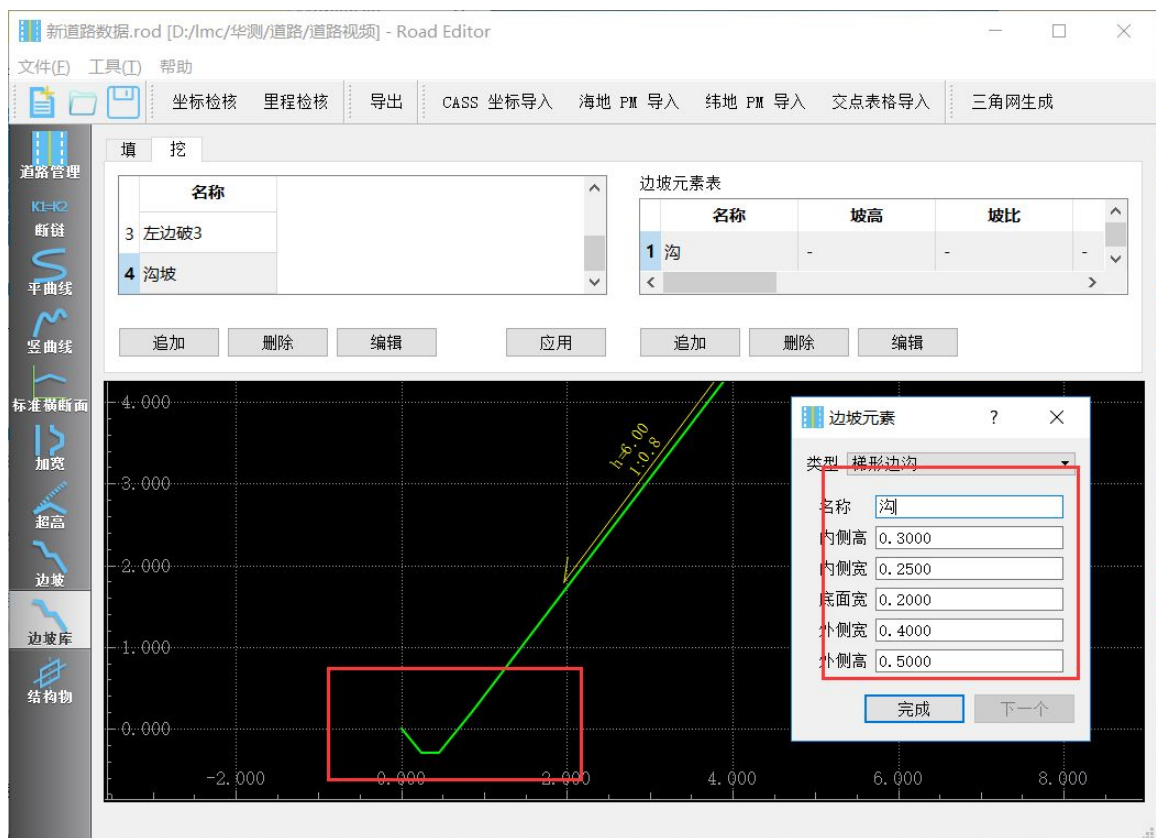 新道路数据.rod [D:/lmc/华测/道路/道路视频] - Road Editor
文件(F) 工具(T) 帮助
坐标检核 里程检核 导出 CASS 坐标导入 海地 PM 导入 纬地 PM 导入 交点表格导入 三角网生成
道路管理
K1=K2
断链
平曲线
竖曲线
标准横断面
加宽
超高
边坡
边坡库
结构物
填 挖
名称
3 左边破3
4 沟坡
追加 删除 编辑 应用
边坡元素表
名称 坡高 坡比
1 沟 - - -
追加 删除 编辑
4.000
3.000
2.000
1.000
0.000
-2.000 0.000 2.000 4.000 6.000 8.000
h=6.00
1:0.8
边坡元素 ?
类型 梯形边沟
名称 沟
内侧高 0.3000
内侧宽 0.2500
底面宽 0.2000
外侧宽 0.4000
外侧高 0.5000
完成 下一个